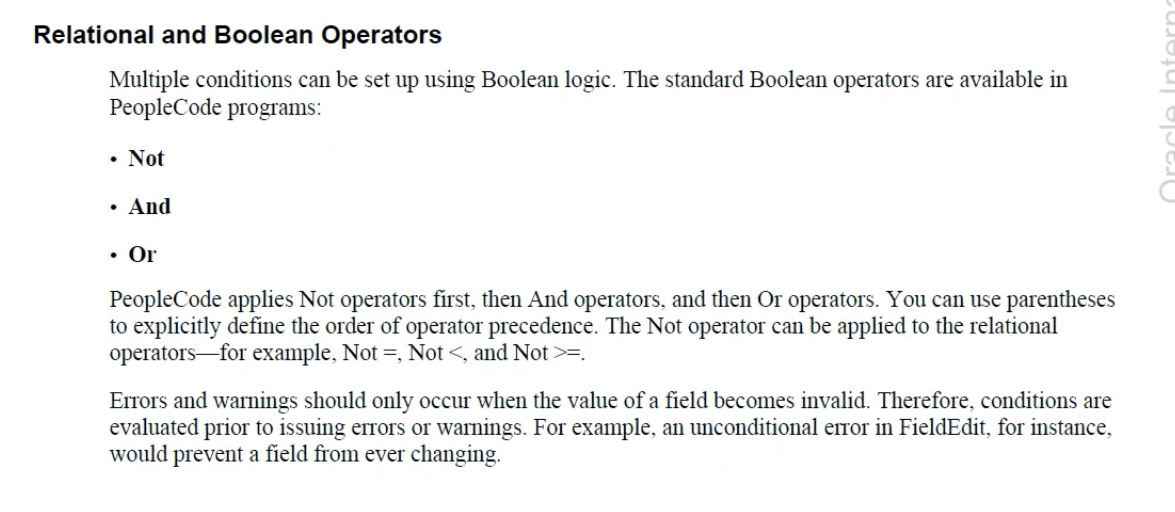 Relational and Boolean Operators
Multiple conditions can be set up using Boolean logic. The standard Boolean operators are available in
PeopleCode programs:
• Not
• And
• Or
PeopleCode applies Not operators first, then And operators, and then Or operators. You can use parentheses
to explicitly define the order of operator precedence. The Not operator can be applied to the relational
operators—for example, Not =, Not <, and Not >=.
Errors and warnings should only occur when the value of a field becomes invalid. Therefore, conditions are
evaluated prior to issuing errors or warnings. For example, an unconditional error in FieldEdit, for instance,
would prevent a field from ever changing.
Oracle